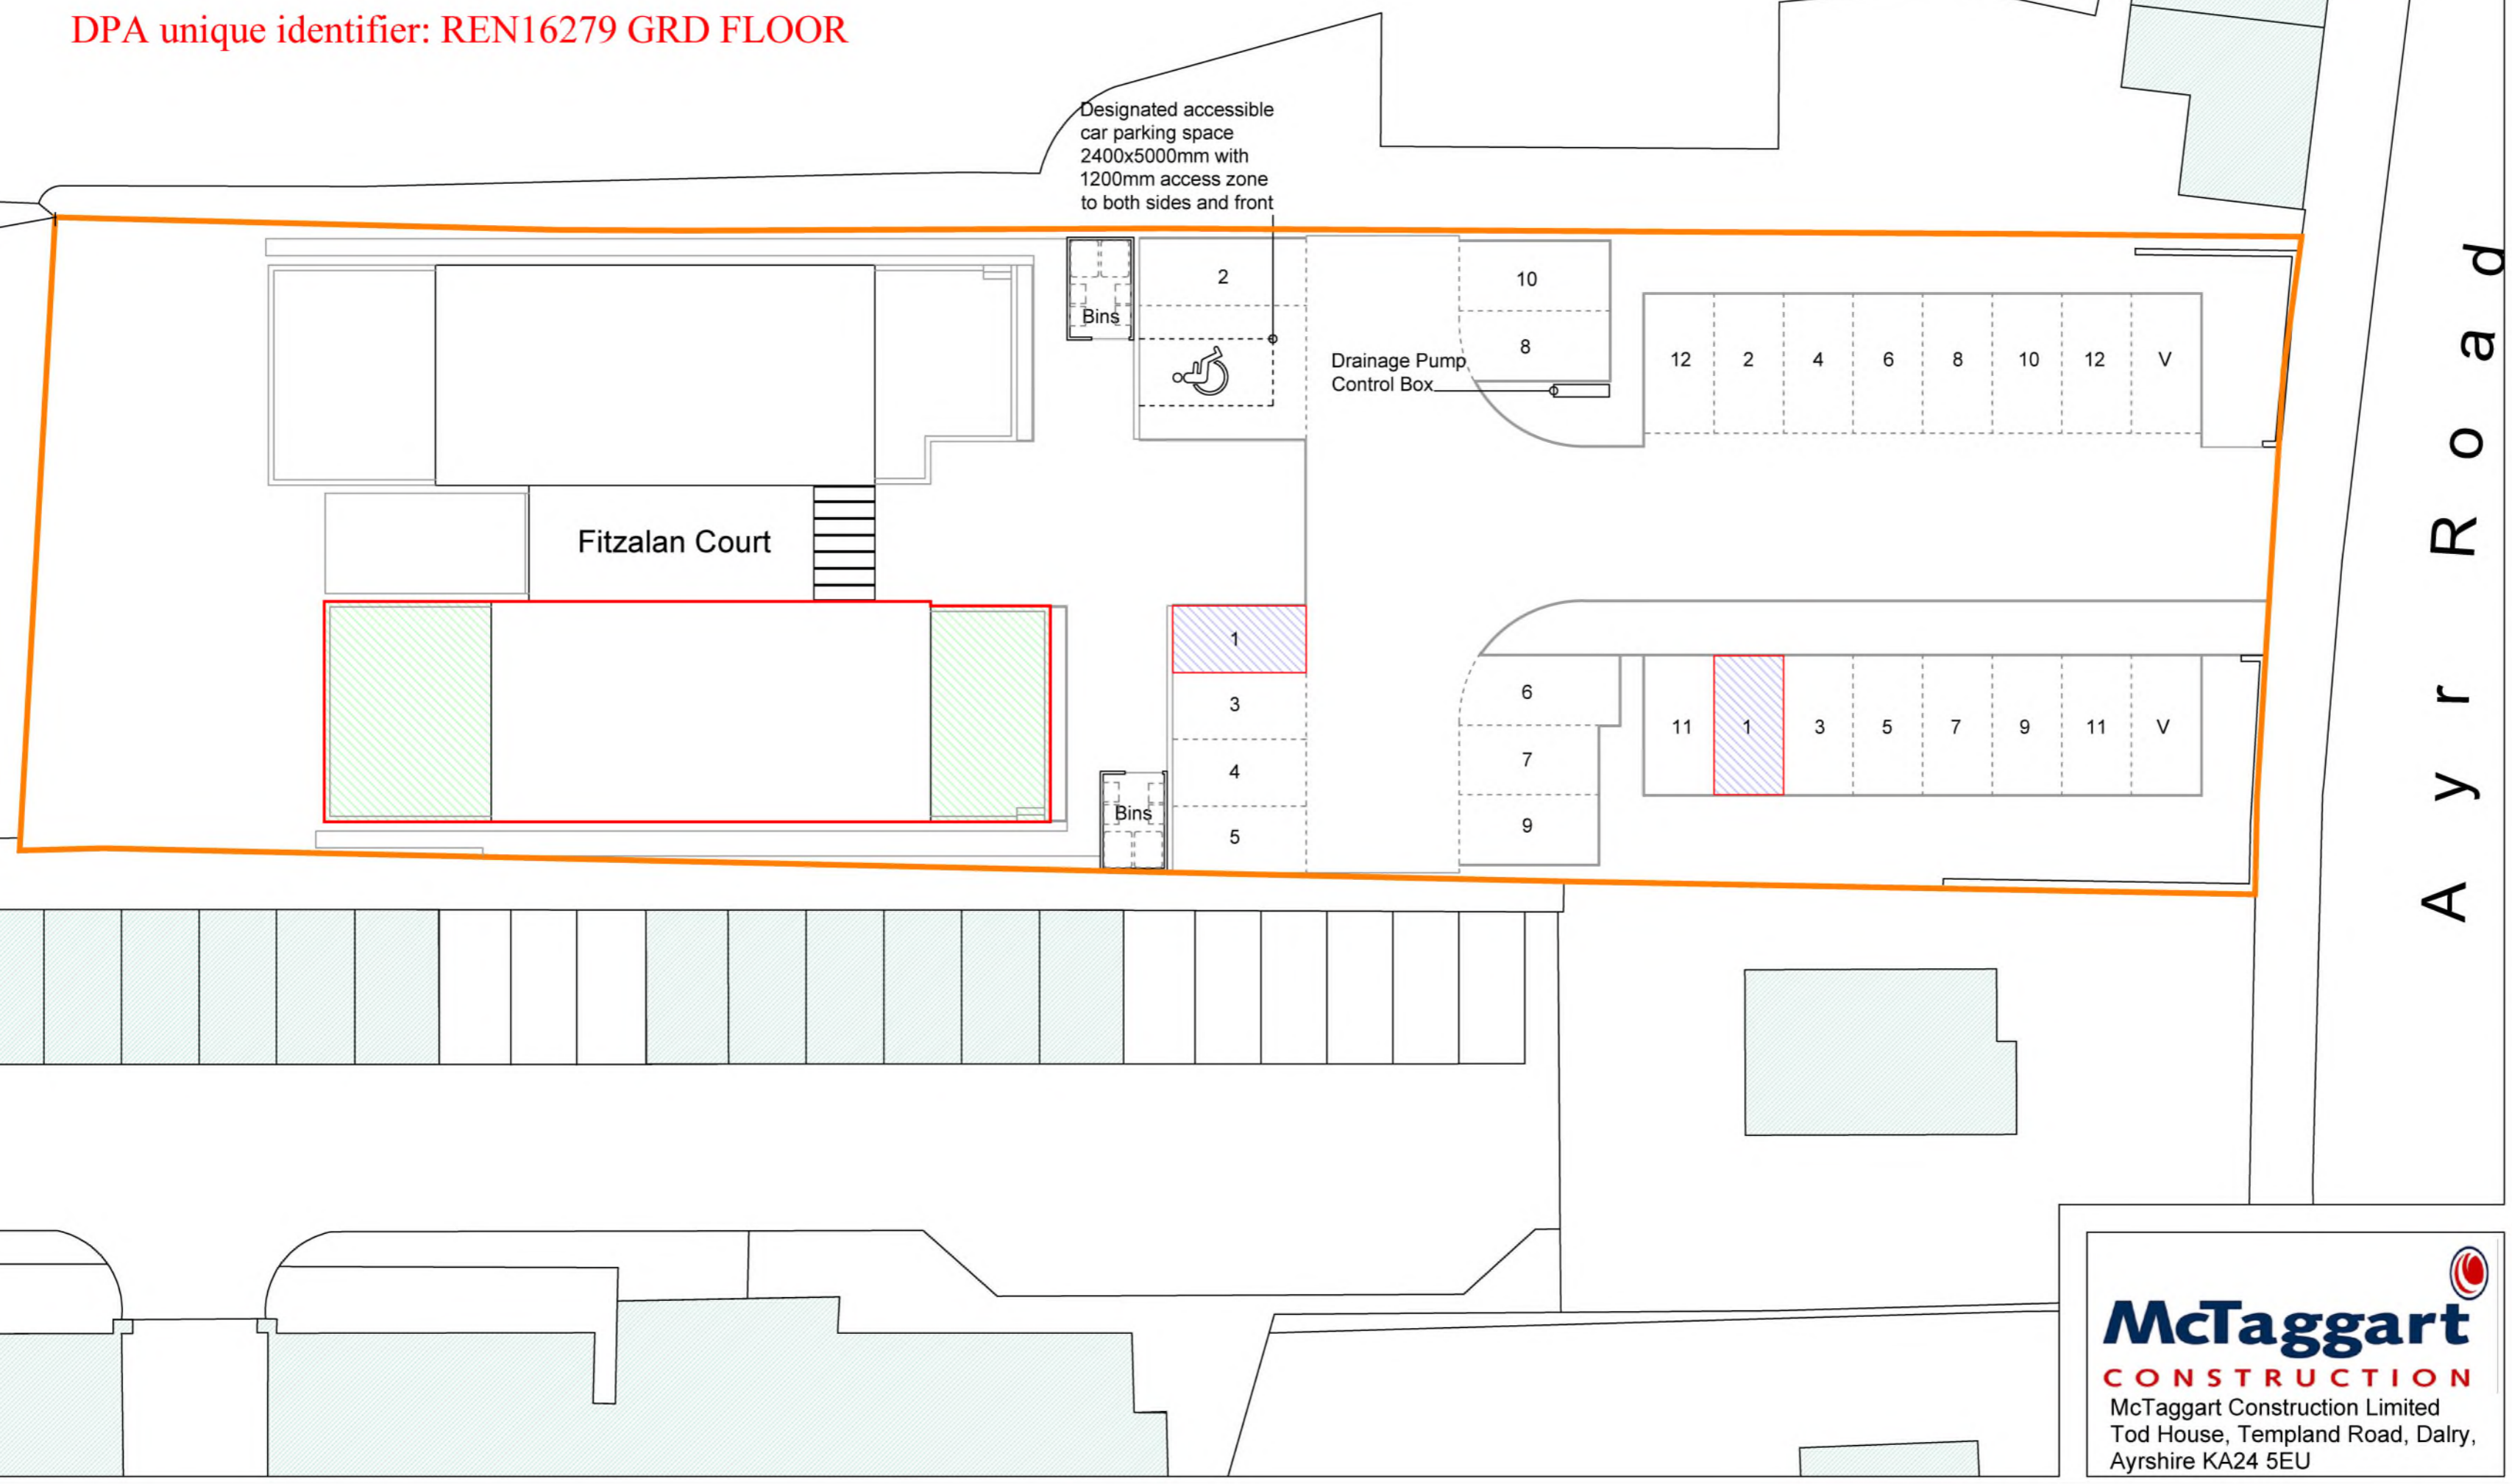 DPA unique identifier: REN16279 GRD FLOOR
Designated accessible
car parking space
2400x5000mm with
1200mm access zone
to both sides and front
Bins
2
10
8
Drainage Pump
Control Box
12 2 4 6 8 10 12 V
Ayr Road
Fitzalan Court
1
3
4
5
Bins
6
7
9
11 1 3 5 7 9 11 V
McTaggart
CONSTRUCTION
McTaggart Construction Limited
Tod House, Templand Road, Dalry,
Ayrshire KA24 5EU